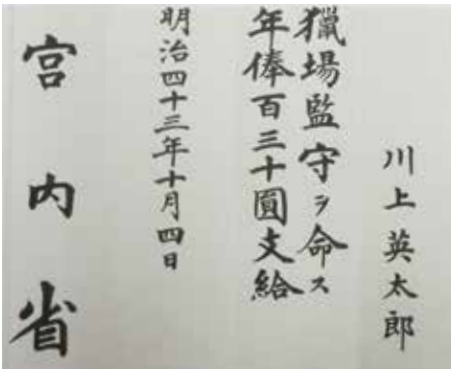 川上英太郎
獵場監守ヲ命ス
年俸百三十圓支給
明治四十三年十月四日
宮内省